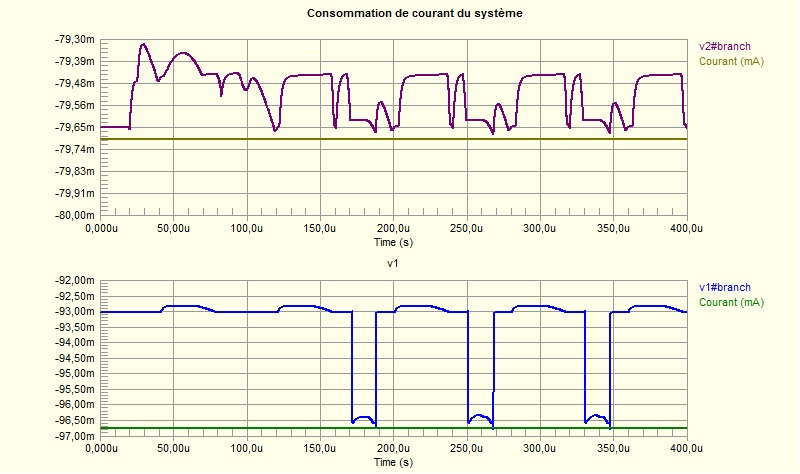 Consommation de courant du système
-79,30m
-79,39m
-79,48m
-79,56m
-79,65m
-79,74m
-79,83m
-79,91m
-80,00m
v2#branch
Courant (mA)
0,000u 50,00u 100,0u 150,0u 200,0u 250,0u 300,0u 350,0u 400,0u
Time (s)
v1
-92,00m
-92,50m
-93,00m
-93,50m
-94,00m
-94,50m
-95,00m
-95,50m
-96,00m
-96,50m
-97,00m
v1#branch
Courant (mA)
0,000u 50,00u 100,0u 150,0u 200,0u 250,0u 300,0u 350,0u 400,0u
Time (s)